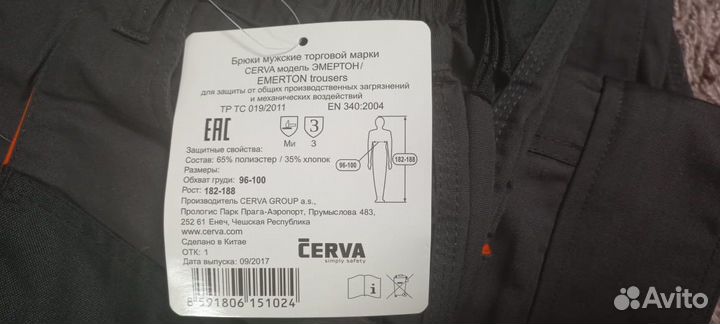 Брюки мужские торговой марки
CERVA модель ЭМЕРТОН/
EMERTON trousers
для защиты от общих производственных загрязнений
и механических воздействий
ТР ТС 019/2011 EN 340:2004
EAC
3
Ми З
Защитные свойства:
Состав: 65% полиэстер / 35% хлопок
Размеры:
Обхват груди: 96-100
Рост: 182-188
96-100
182-188
Производитель CERVA GROUP a.s.,
Прологис Парк Прага-Аэропорт, Прумыслова 483,
252 61 Енеч, Чешская Республика
www.cerva.com
Сделано в Китае
ОТК: 1
Дата выпуска: 09/2017
ČERVA
simply safety
i
8 591806 151024
Avito